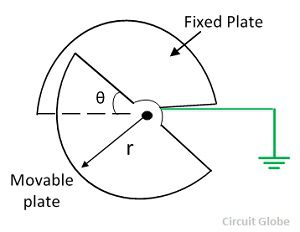 Fixed Plate
θ
r
Movable
plate
Circuit Globe